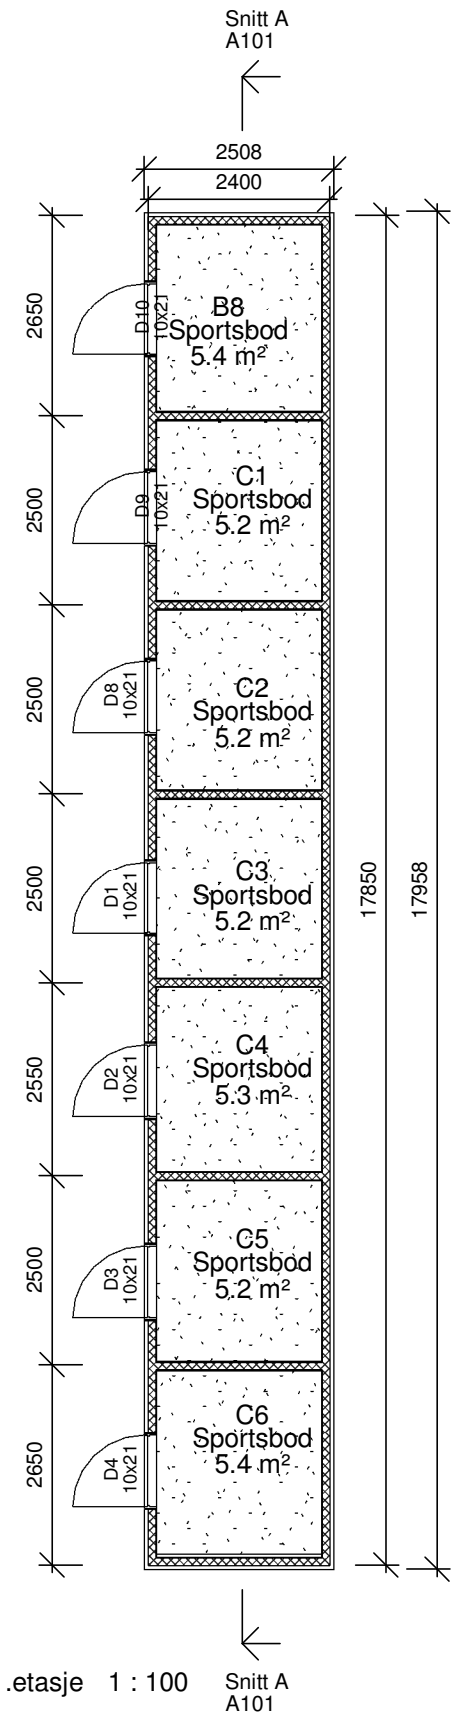 Snitt A
A101
2508
2400
2650
D10
10x21
B8
Sportsbod
5.4 m²
2500
D9
10x21
C1
Sportsbod
5.2 m²
2500
D8
10x21
C2
Sportsbod
5.2 m²
2500
D1
10x21
C3
Sportsbod
5.2 m²
17850
17958
2550
D2
10x21
C4
Sportsbod
5.3 m²
2500
D3
10x21
C5
Sportsbod
5.2 m²
2650
D4
10x21
C6
Sportsbod
5.4 m²
.etasje 1 : 100
Snitt A
A101